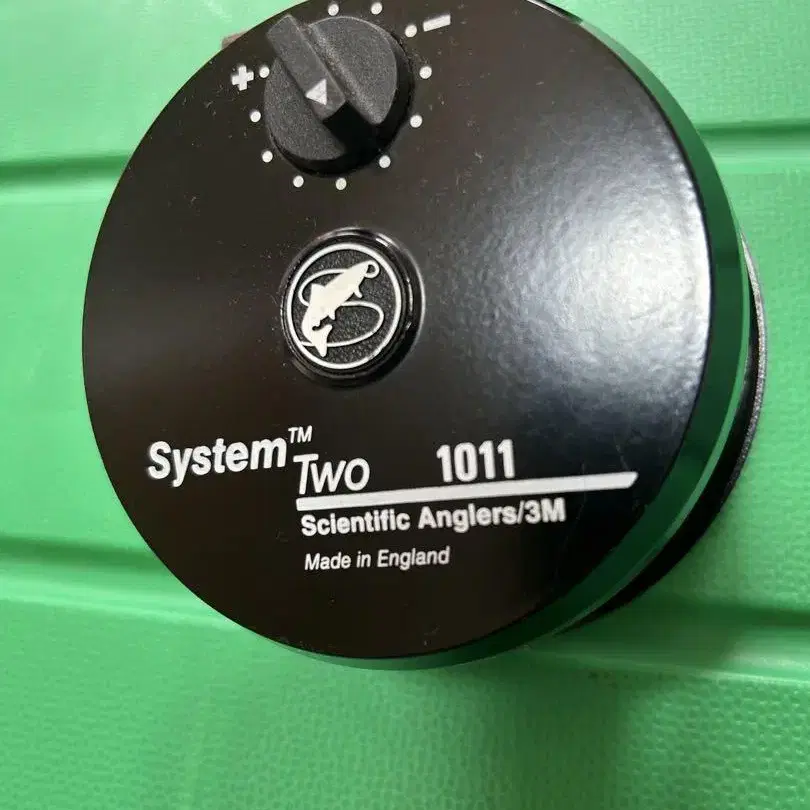 + −
System™
Two 1011
Scientific Anglers/3M
Made in England